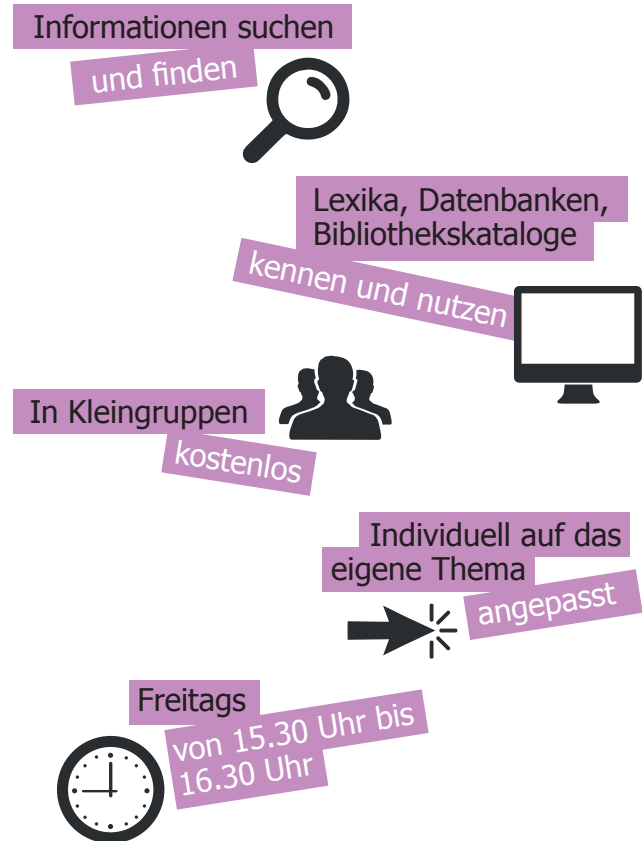 Informationen suchen
und finden
Lexika, Datenbanken,
Bibliothekskataloge
kennen und nutzen
In Kleingruppen
kostenlos
Individuell auf das
eigene Thema
angepasst
Freitags
von 15.30 Uhr bis
16.30 Uhr